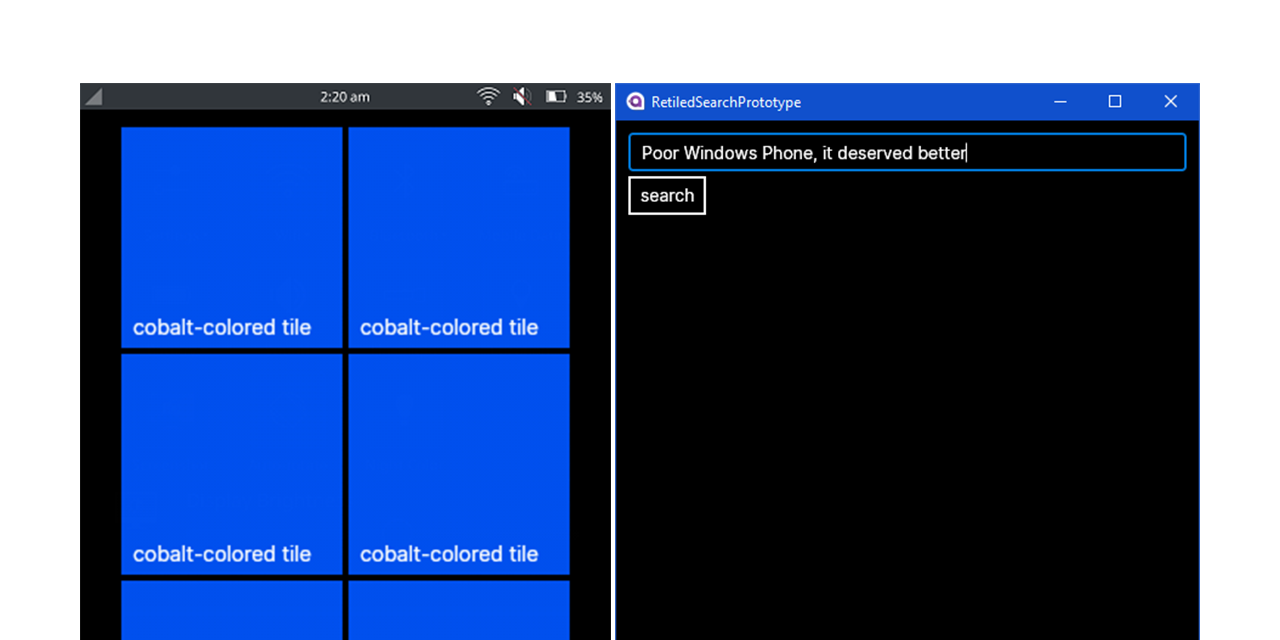 2:20 am 35%
cobalt-colored tile cobalt-colored tile
cobalt-colored tile cobalt-colored tile
RetiledSearchPrototype
Poor Windows Phone, it deserved better
search